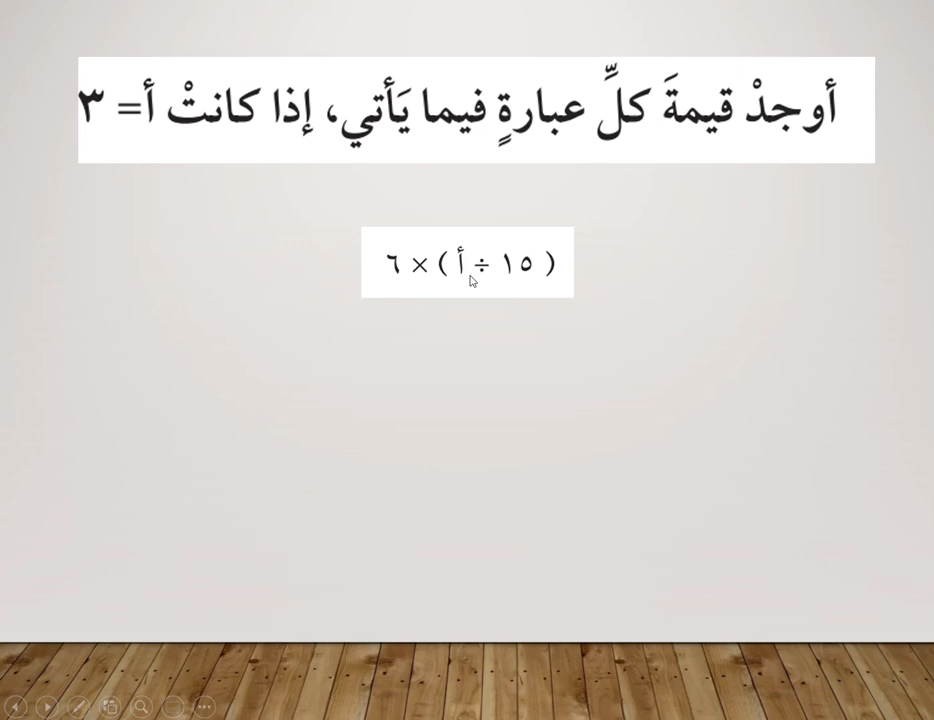 أوجدْ قيمةَ كلِّ عبارةٍ فيما يَأتي، إذا كانتْ أ= ٣
( ١٥ ÷ أ ) × ٦